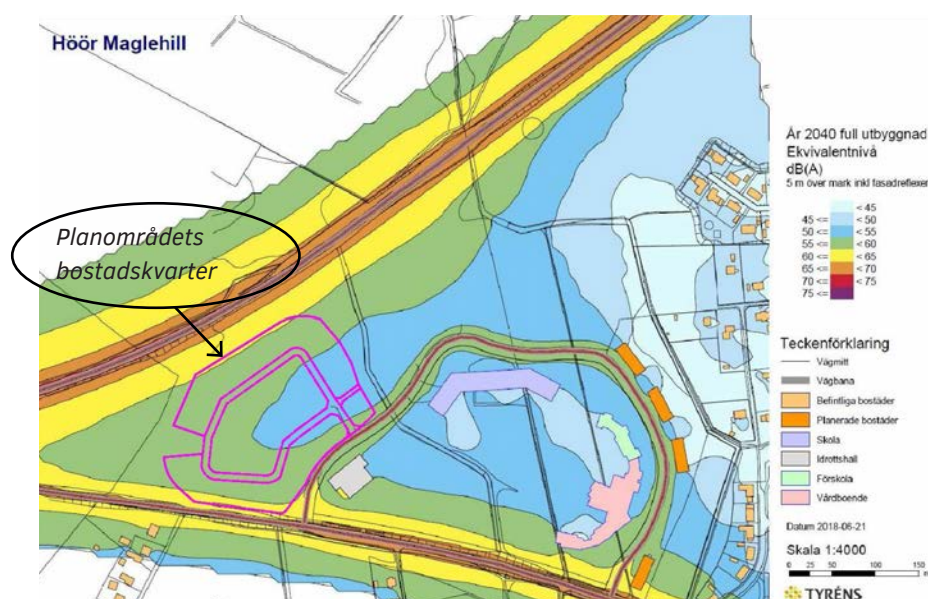 Höör Maglehill
Planområdets
bostadskvarter
År 2040 full utbyggnad
Ekvivalentnivå
dB(A)
5 m över mark inkl fasadreflexer
< 45
45 <= < 50
50 <= < 55
55 <= < 60
60 <= < 65
65 <= < 70
70 <= < 75
75 <=
Teckenförklaring
Vägmitt
Vägbana
Befintliga bostäder
Planerade bostäder
Skola
Idrottshall
Förskola
Vårdboende
Datum 2018-06-21
Skala 1:4000
0 25 50 100 150
m
TYRÉNS